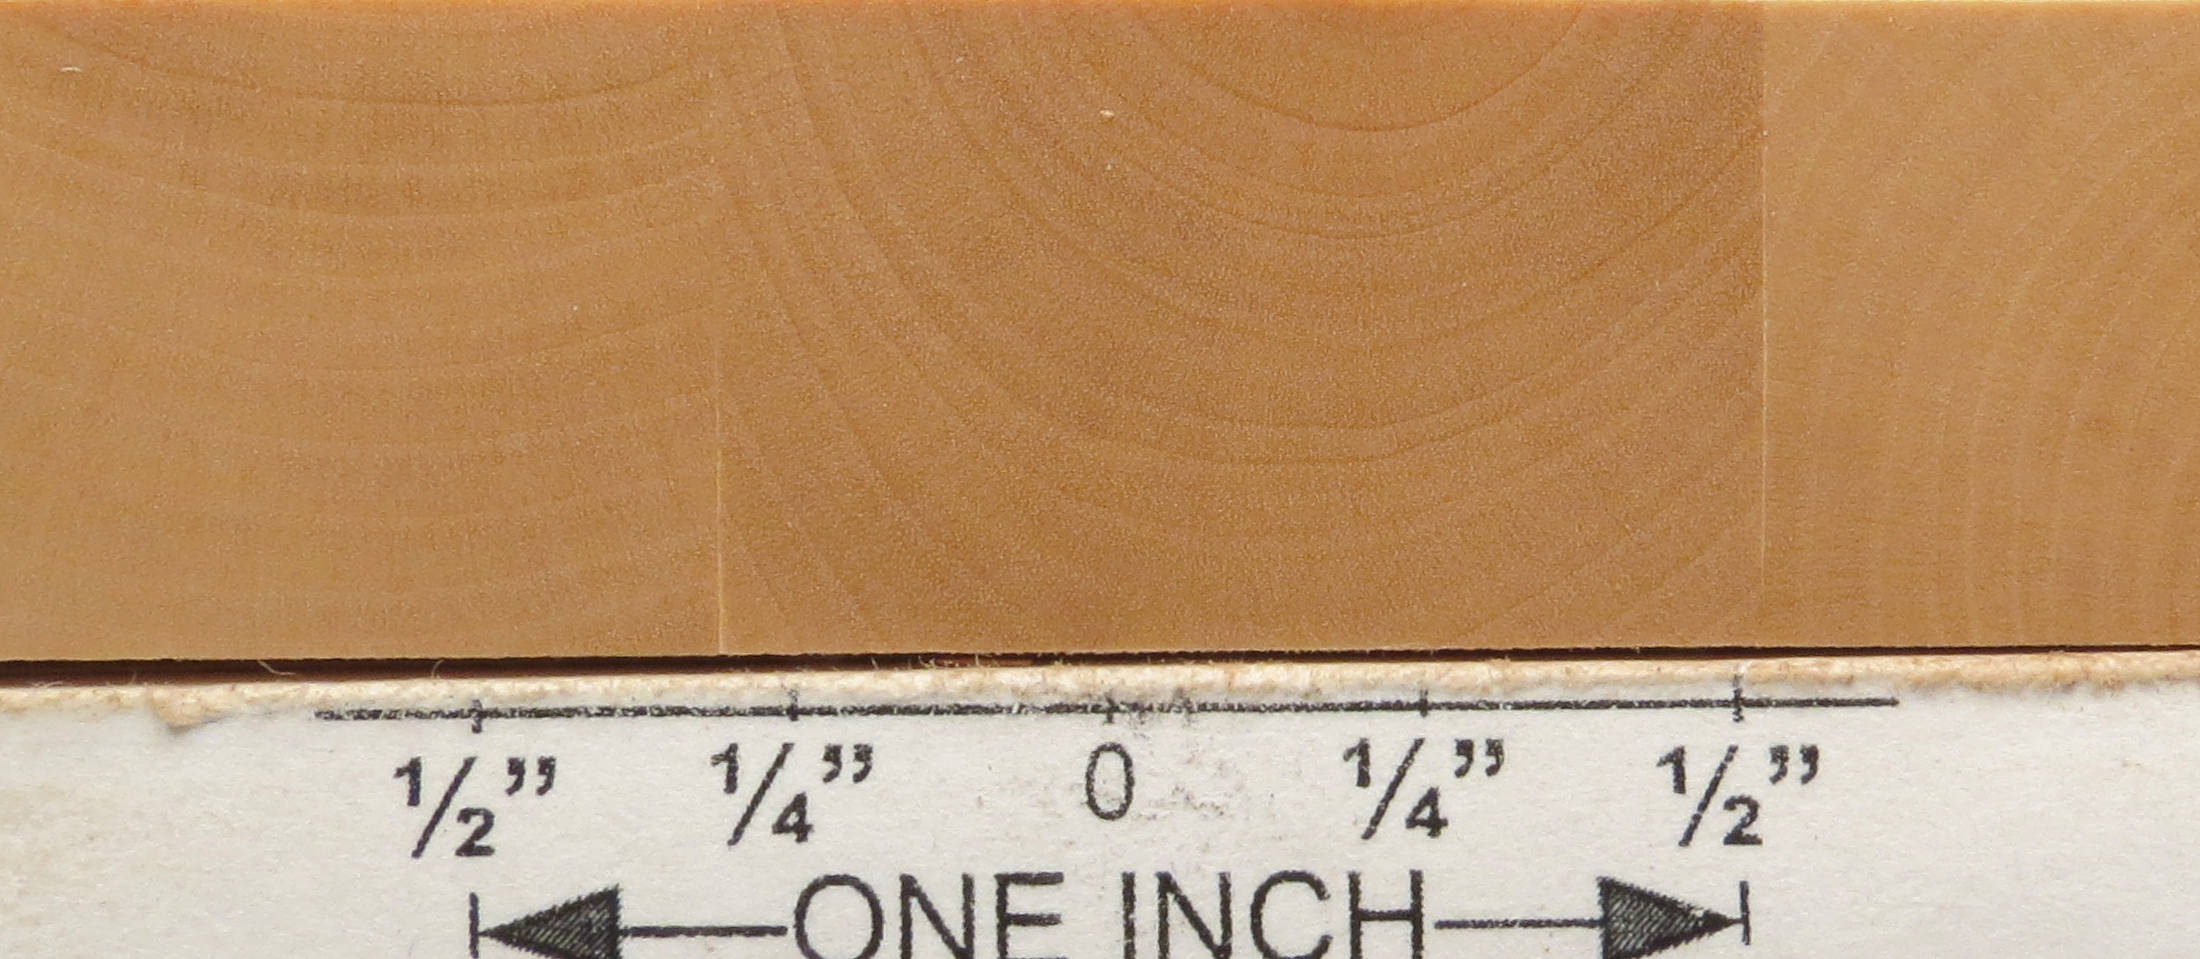 ½” ¼” 0 ¼” ½”
ONE INCH